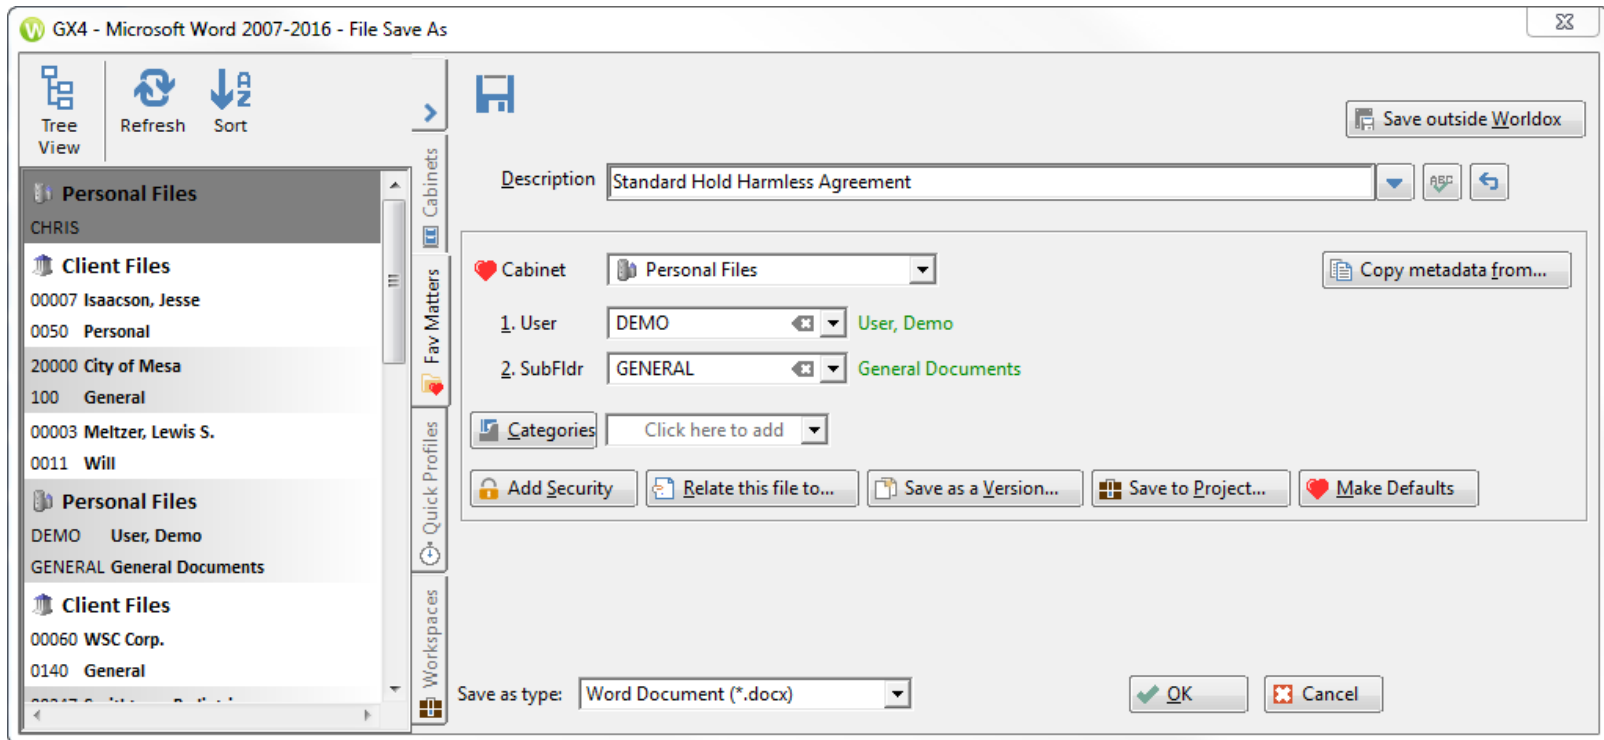 GX4 - Microsoft Word 2007-2016 - File Save As
Tree View
Refresh
Sort
Personal Files
CHRIS
Client Files
00007 Isaacson, Jesse
0050 Personal
20000 City of Mesa
100 General
00003 Meltzer, Lewis S.
0011 Will
Personal Files
DEMO User, Demo
GENERAL General Documents
Client Files
00060 WSC Corp.
0140 General
Cabinets
Fav Matters
Quick Profiles
Workspaces
Save outside Worldox
Description Standard Hold Harmless Agreement
ABC
Cabinet Personal Files
Copy metadata from...
1. User DEMO User, Demo
2. SubFldr GENERAL General Documents
Categories Click here to add
Add Security Relate this file to... Save as a Version... Save to Project... Make Defaults
Save as type: Word Document (*.docx)
OK Cancel